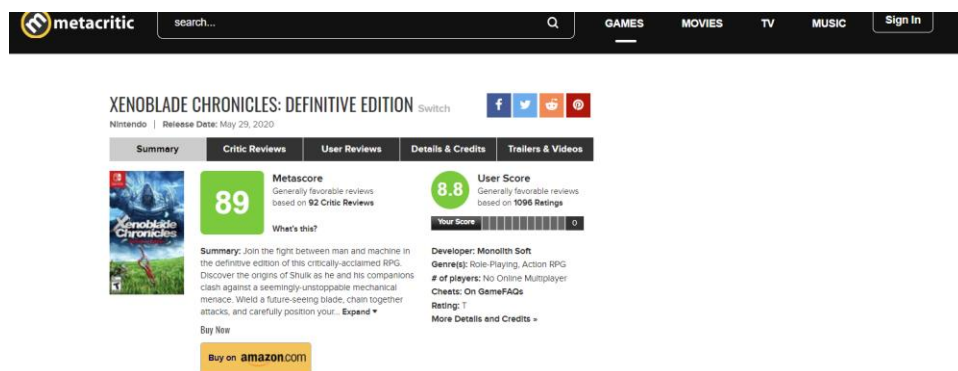 metacritic search... GAMES MOVIES TV MUSIC Sign In
XENOBLADE CHRONICLES: DEFINITIVE EDITION Switch
Nintendo | Release Date: May 29, 2020
Summary Critic Reviews User Reviews Details & Credits Trailers & Videos
Xenoblade
Chronicles
89
Metascore
Generally favorable reviews
based on 92 Critic Reviews
What's this?
Summary: Join the fight between man and machine in
the definitive edition of this critically-acclaimed RPG.
Discover the origins of Shulk as he and his companions
clash against a seemingly-unstoppable mechanical
menace. Wield a future-seeing blade, chain together
attacks, and carefully position your... Expand
Buy Now
Buy on amazon.com
8.8
User Score
Generally favorable reviews
based on 1096 Ratings
Your Score 0
Developer: Monolith Soft
Genre(s): Role-Playing, Action RPG
# of players: No Online Multiplayer
Cheats: On GameFAQs
Rating: T
More Details and Credits »